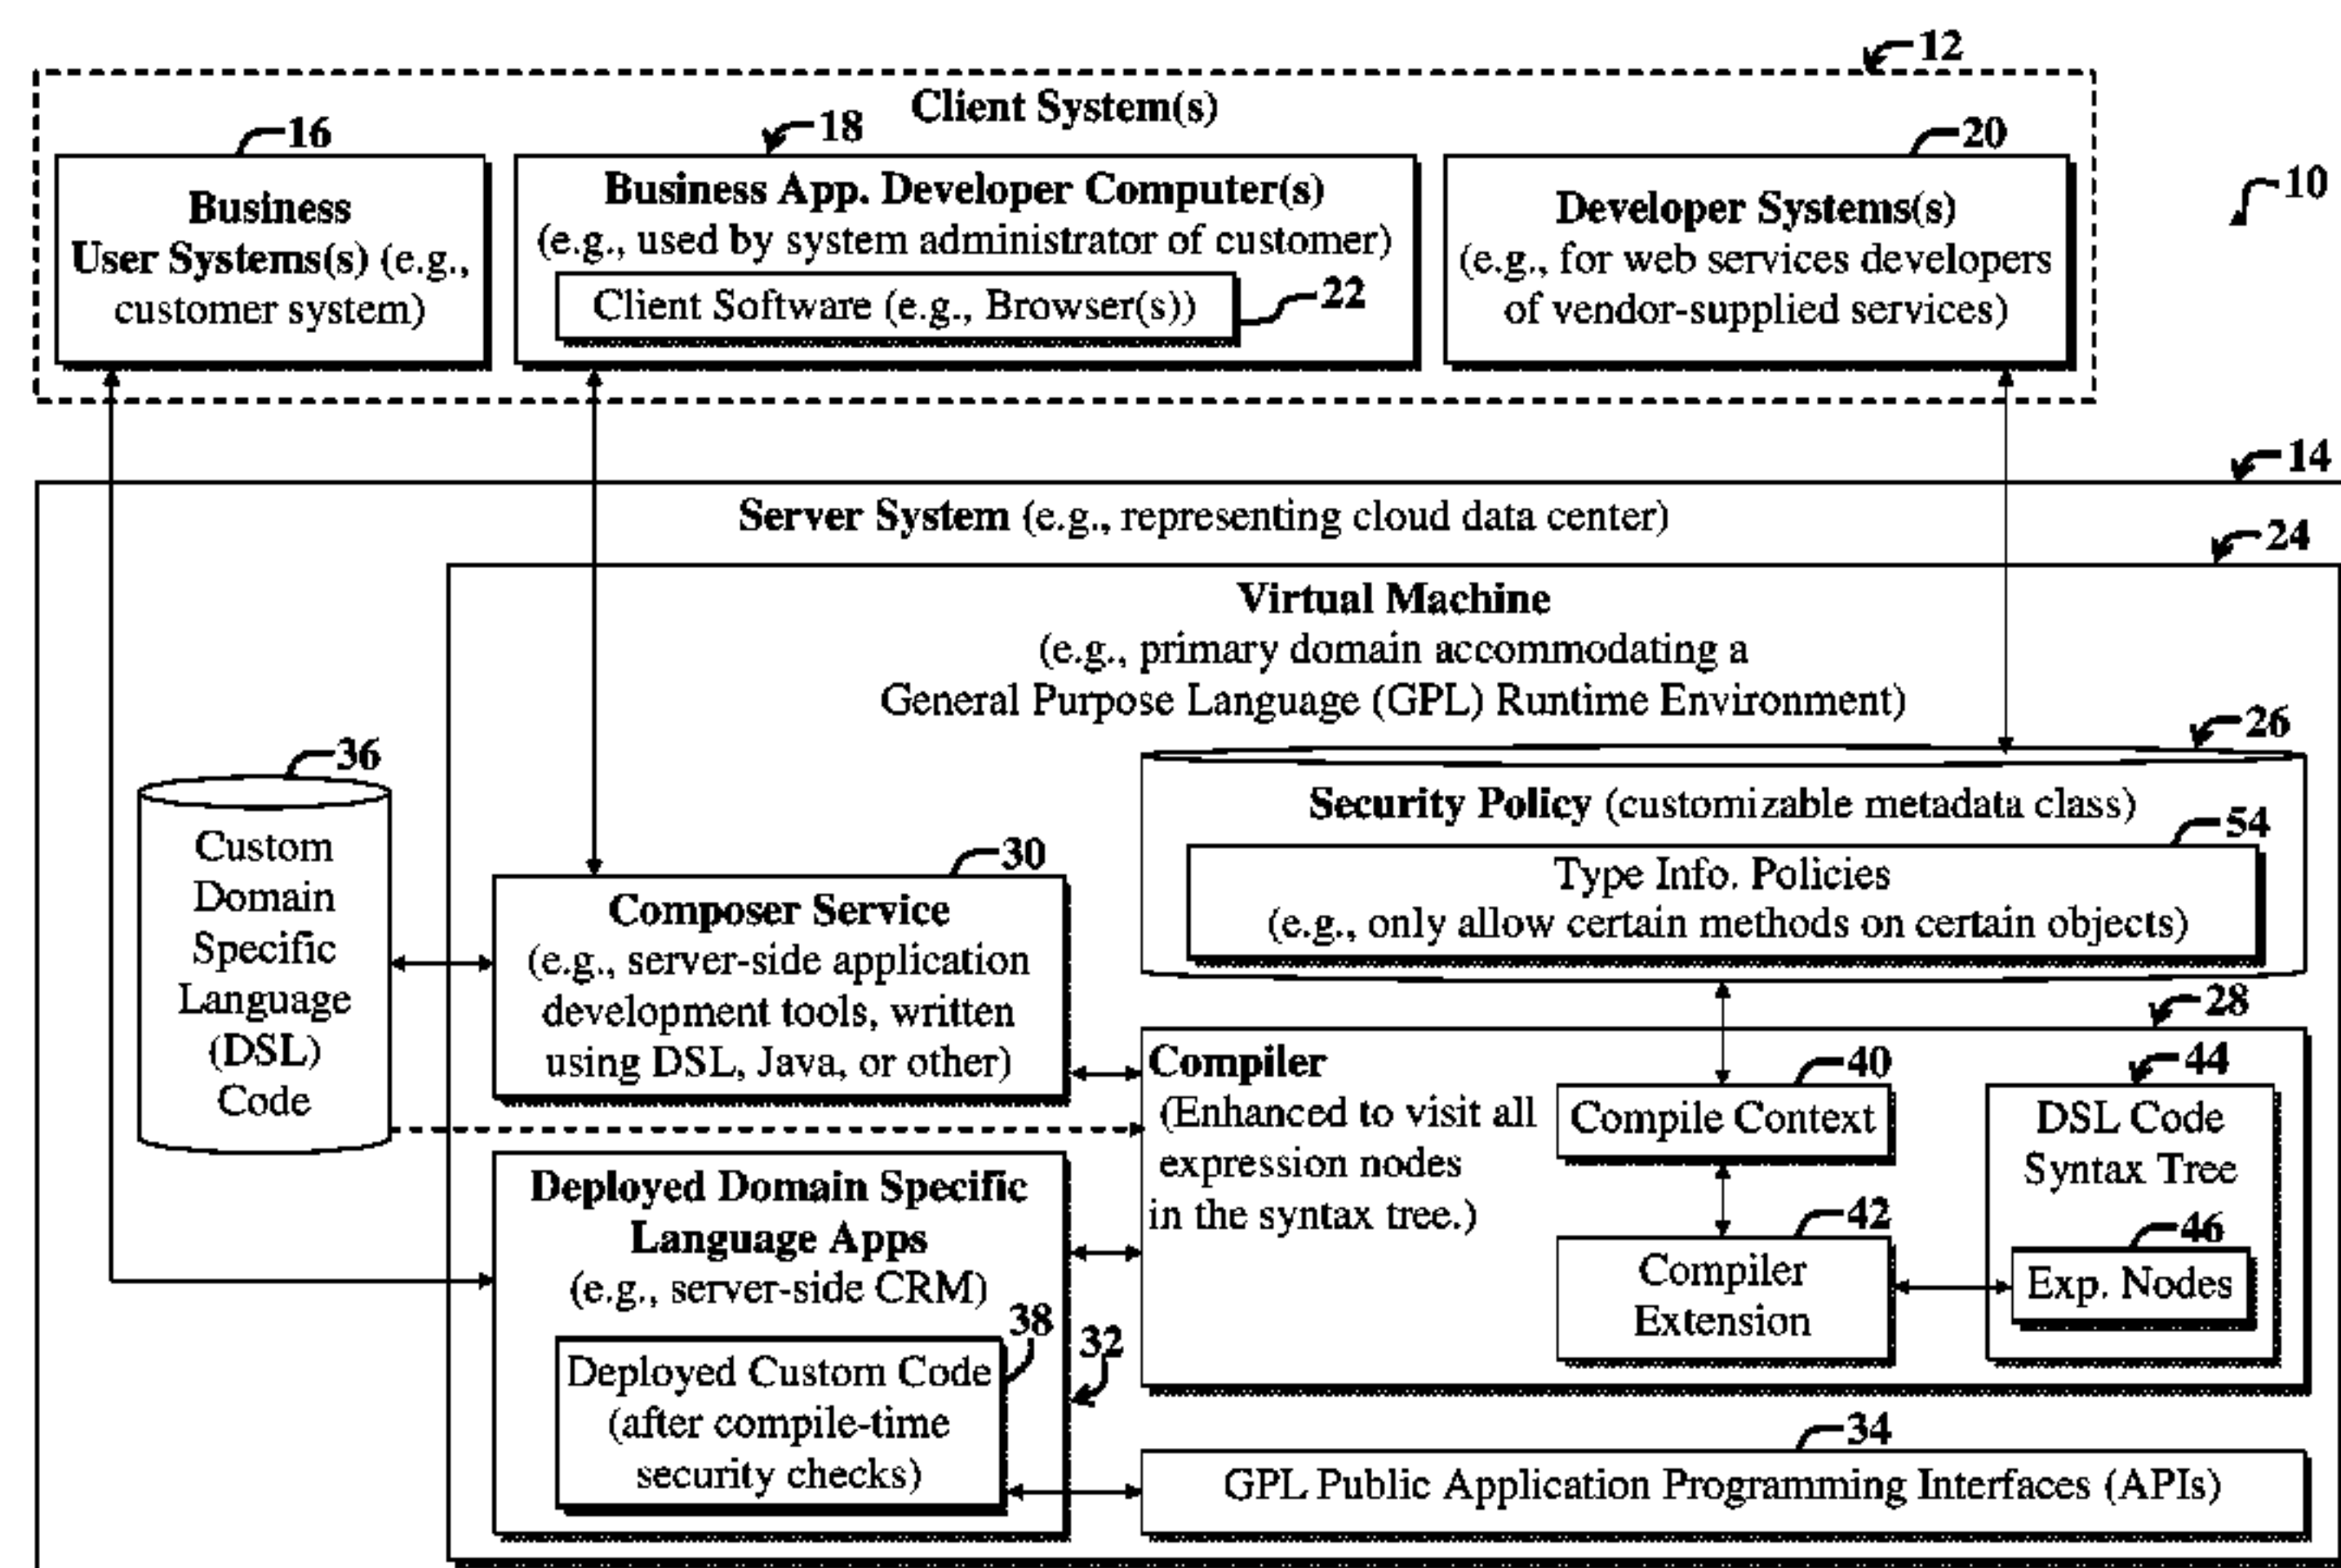 12
Client System(s)
16
18
20
10
Business
User Systems(s) (e.g.,
customer system)
Business App. Developer Computer(s)
(e.g., used by system administrator of customer)
Client Software (e.g., Browser(s))
22
Developer Systems(s)
(e.g., for web services developers
of vendor-supplied services)
14
Server System (e.g., representing cloud data center)
24
Virtual Machine
(e.g., primary domain accommodating a
General Purpose Language (GPL) Runtime Environment)
26
Security Policy (customizable metadata class)
54
Type Info. Policies
(e.g., only allow certain methods on certain objects)
36
Custom
Domain
Specific
Language
(DSL)
Code
30
Composer Service
(e.g., server-side application
development tools, written
using DSL, Java, or other)
28
Compiler
(Enhanced to visit all
expression nodes
in the syntax tree.)
40
Compile Context
42
Compiler
Extension
44
DSL Code
Syntax Tree
46
Exp. Nodes
Deployed Domain Specific
Language Apps
(e.g., server-side CRM)
38
32
Deployed Custom Code
(after compile-time
security checks)
34
GPL Public Application Programming Interfaces (APIs)